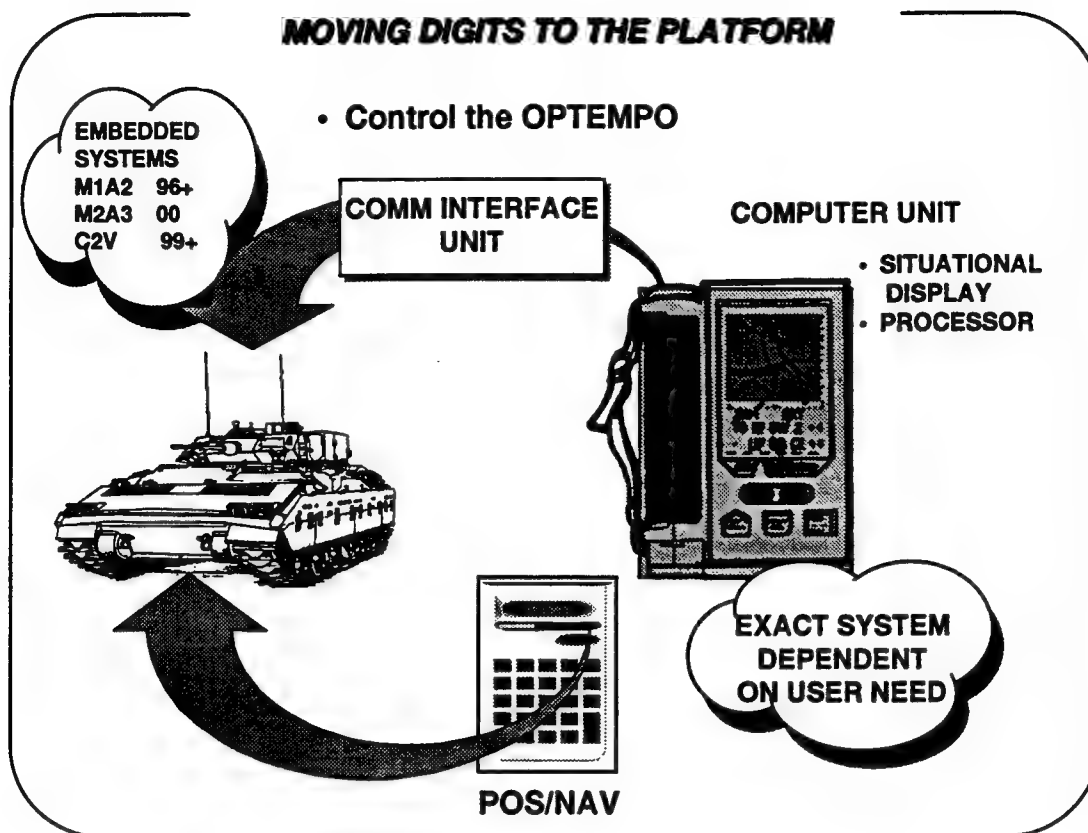 MOVING DIGITS TO THE PLATFORM
• Control the OPTEMPO
EMBEDDED
SYSTEMS
M1A2 96+
M2A3 00
C2V 99+
COMM INTERFACE
UNIT
COMPUTER UNIT
• SITUATIONAL
DISPLAY
• PROCESSOR
EXACT SYSTEM
DEPENDENT
ON USER NEED
POS/NAV